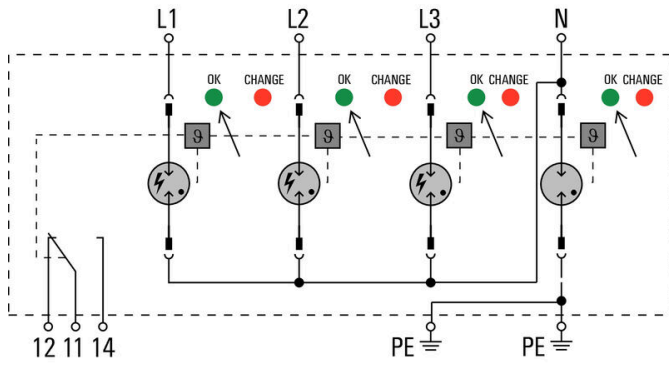 L1 L2 L3 N
OK CHANGE OK CHANGE OK CHANGE OK CHANGE
ϑ ϑ ϑ ϑ
12 11 14 PE PE